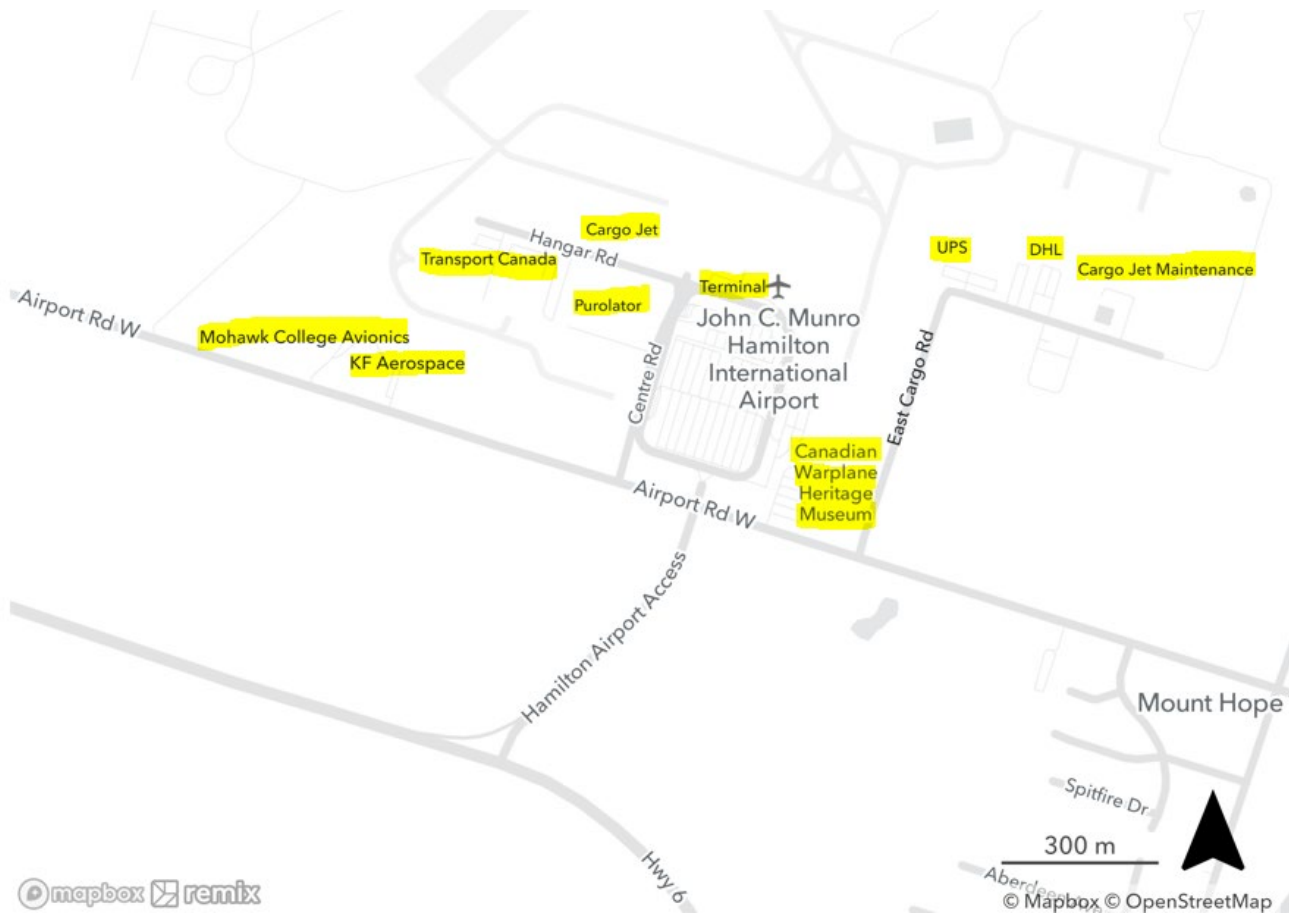 Cargo Jet
Hangar Rd
Transport Canada
UPS
DHL
Cargo Jet Maintenance
Terminal
Purolator
Airport Rd W
John C. Munro
Hamilton
International
Airport
Mohawk College Avionics
KF Aerospace
Centre Rd
East Cargo Rd
Canadian
Warplane
Heritage
Museum
Airport Rd W
Hamilton Airport Access
Mount Hope
Spitfire Dr
300 m
Hwy 6
Aberdeen Ave
mapbox remix
© Mapbox © OpenStreetMap